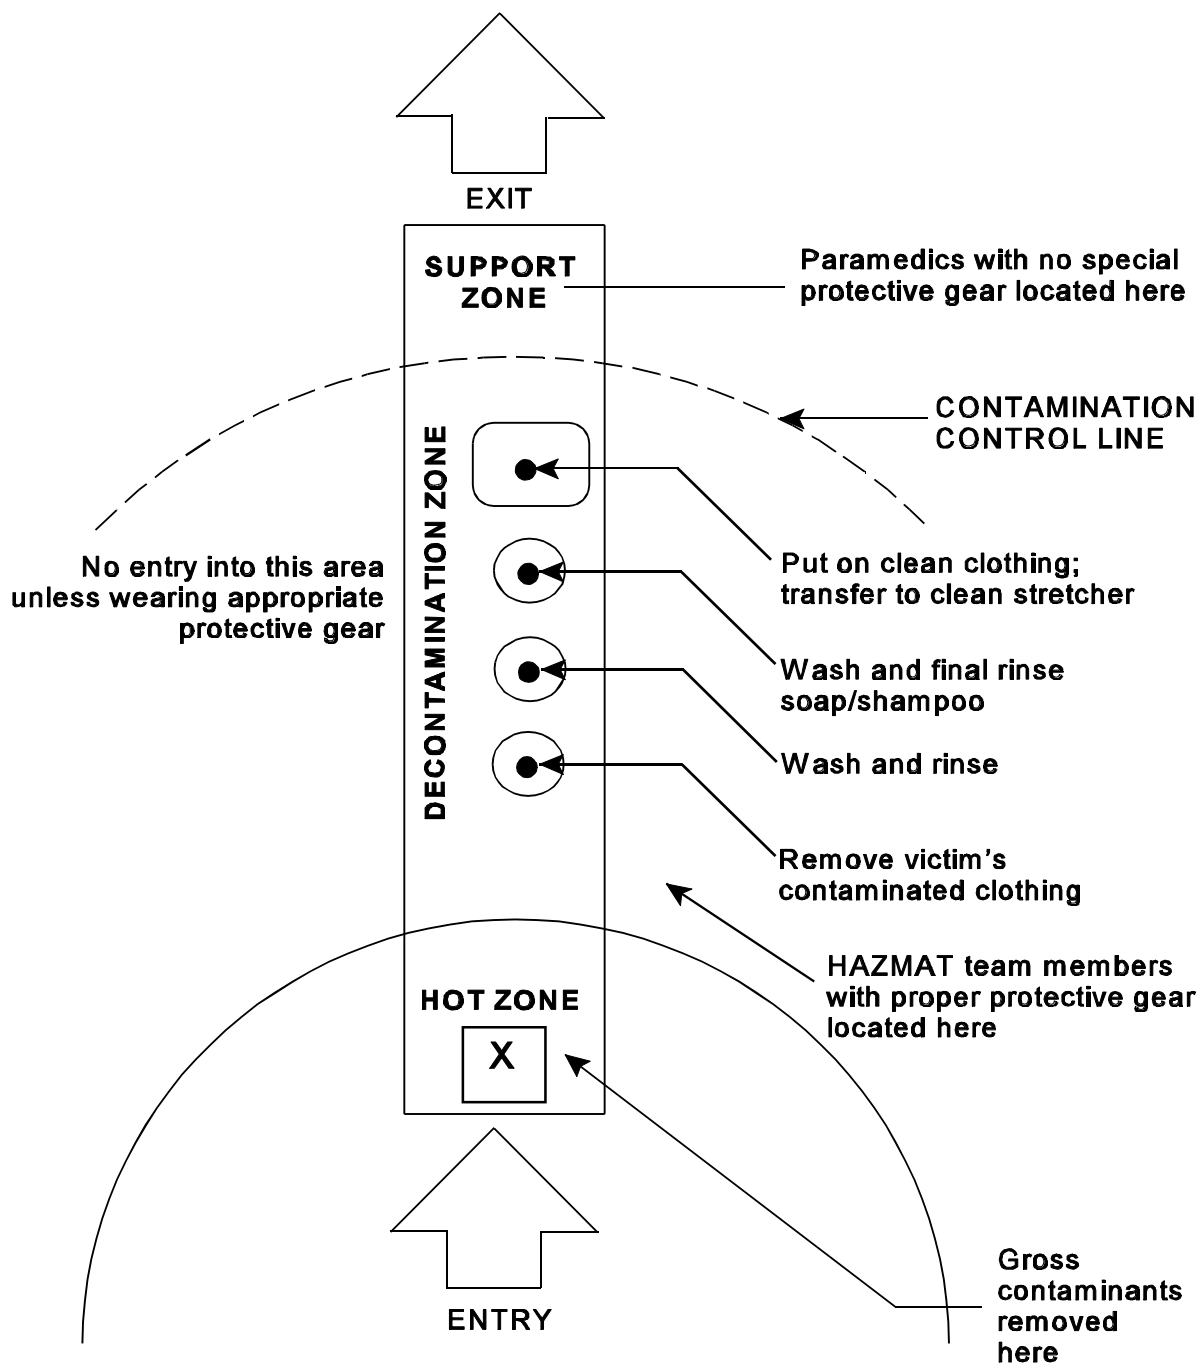 EXIT
SUPPORT
ZONE
Paramedics with no special
protective gear located here
CONTAMINATION
CONTROL LINE
DECONTAMINATION ZONE
No entry into this area
unless wearing appropriate
protective gear
Put on clean clothing;
transfer to clean stretcher
Wash and final rinse
soap/shampoo
Wash and rinse
Remove victim's
contaminated clothing
HAZMAT team members
with proper protective gear
located here
HOT ZONE
X
Gross
contaminants
removed
here
ENTRY